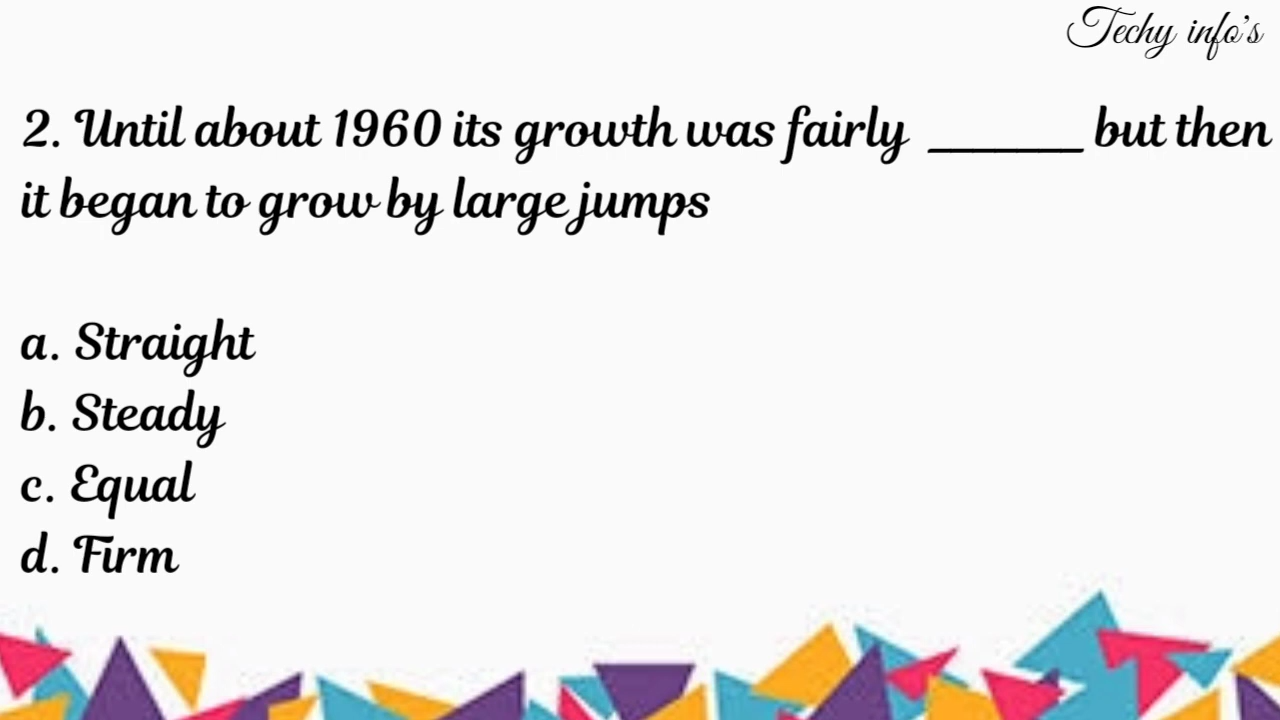 Techy info's
2. Until about 1960 its growth was fairly _______ but then
it began to grow by large jumps
a. Straight
b. Steady
c. Equal
d. Firm